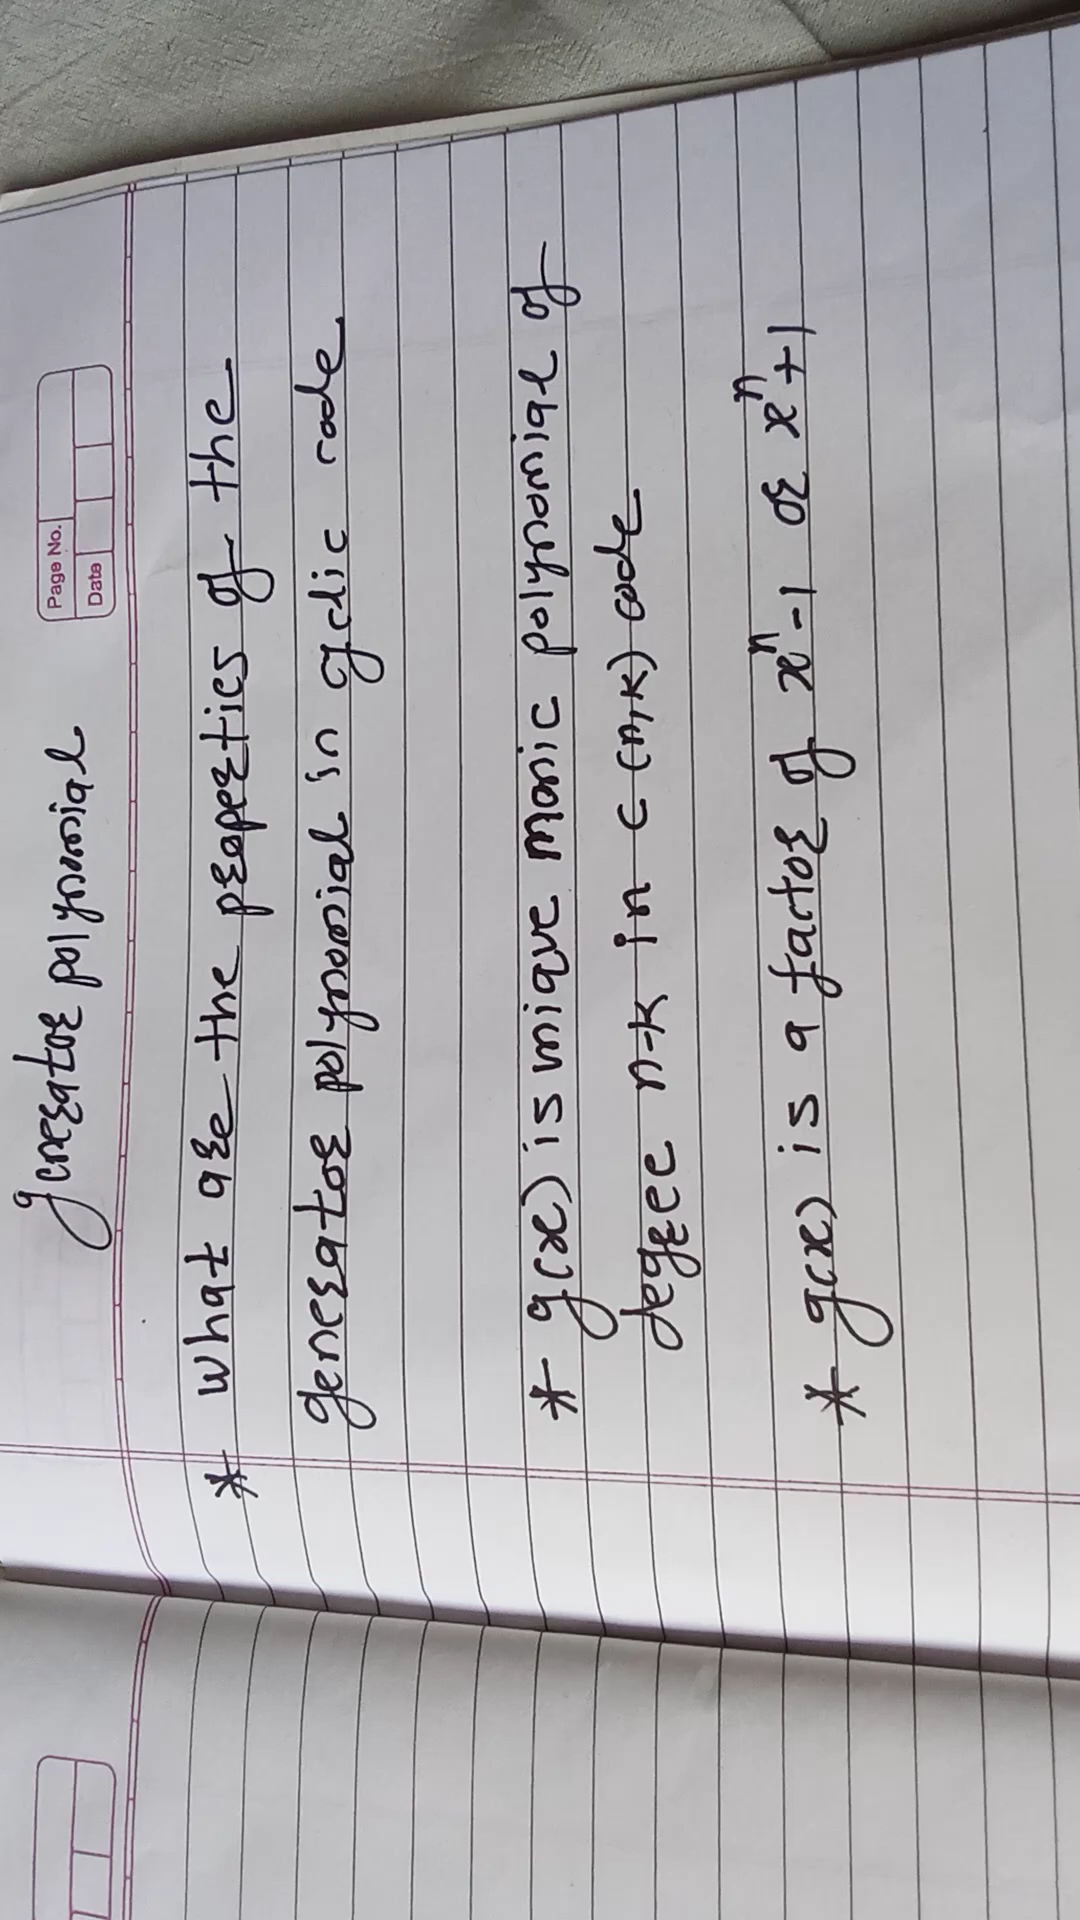 Page No.
Date
generator polynomial
* what are the properties of the
generator polynomial in cyclic code
* g(x) is unique monic polynomial of
degree n-k in c (n,k) code
* g(x) is a factor of xⁿ-1 or xⁿ+1